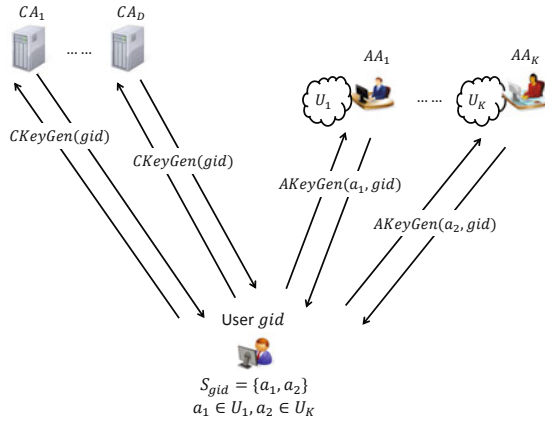 CA_1 …… CA_D
AA_1 …… AA_K
U_1
U_K
CKeyGen(gid)
CKeyGen(gid)
AKeyGen(a_1, gid)
AKeyGen(a_2, gid)
User gid
S_gid = {a_1, a_2}
a_1 ∈ U_1, a_2 ∈ U_K